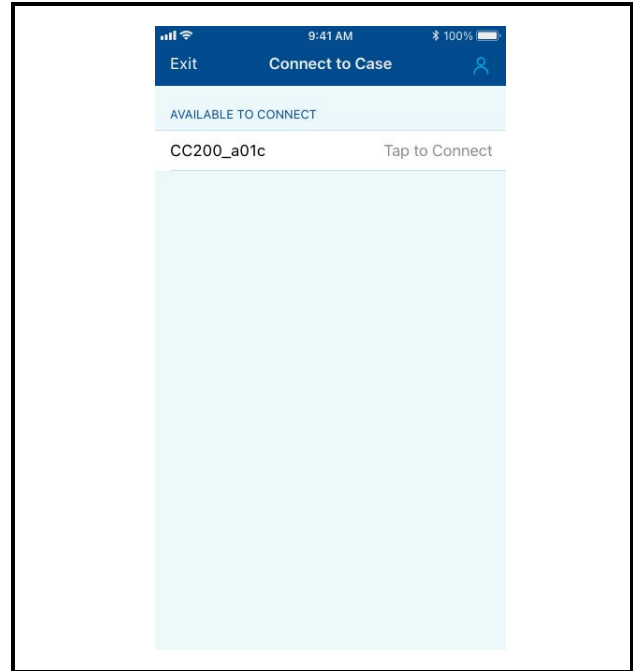 9:41 AM 100%
Exit Connect to Case
AVAILABLE TO CONNECT
CC200_a01c Tap to Connect